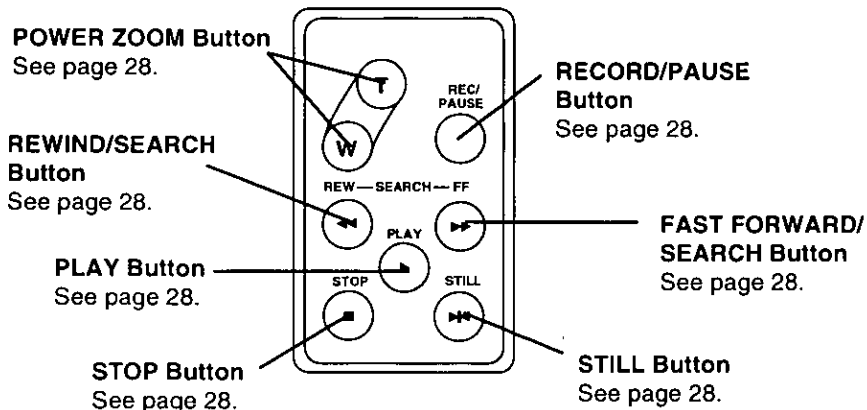 POWER ZOOM Button
See page 28.
T
W
REC/
PAUSE
RECORD/PAUSE
Button
See page 28.
REWIND/SEARCH
Button
See page 28.
REW — SEARCH — FF
FAST FORWARD/
SEARCH Button
See page 28.
PLAY
PLAY Button
See page 28.
STOP
STILL
STOP Button
See page 28.
STILL Button
See page 28.